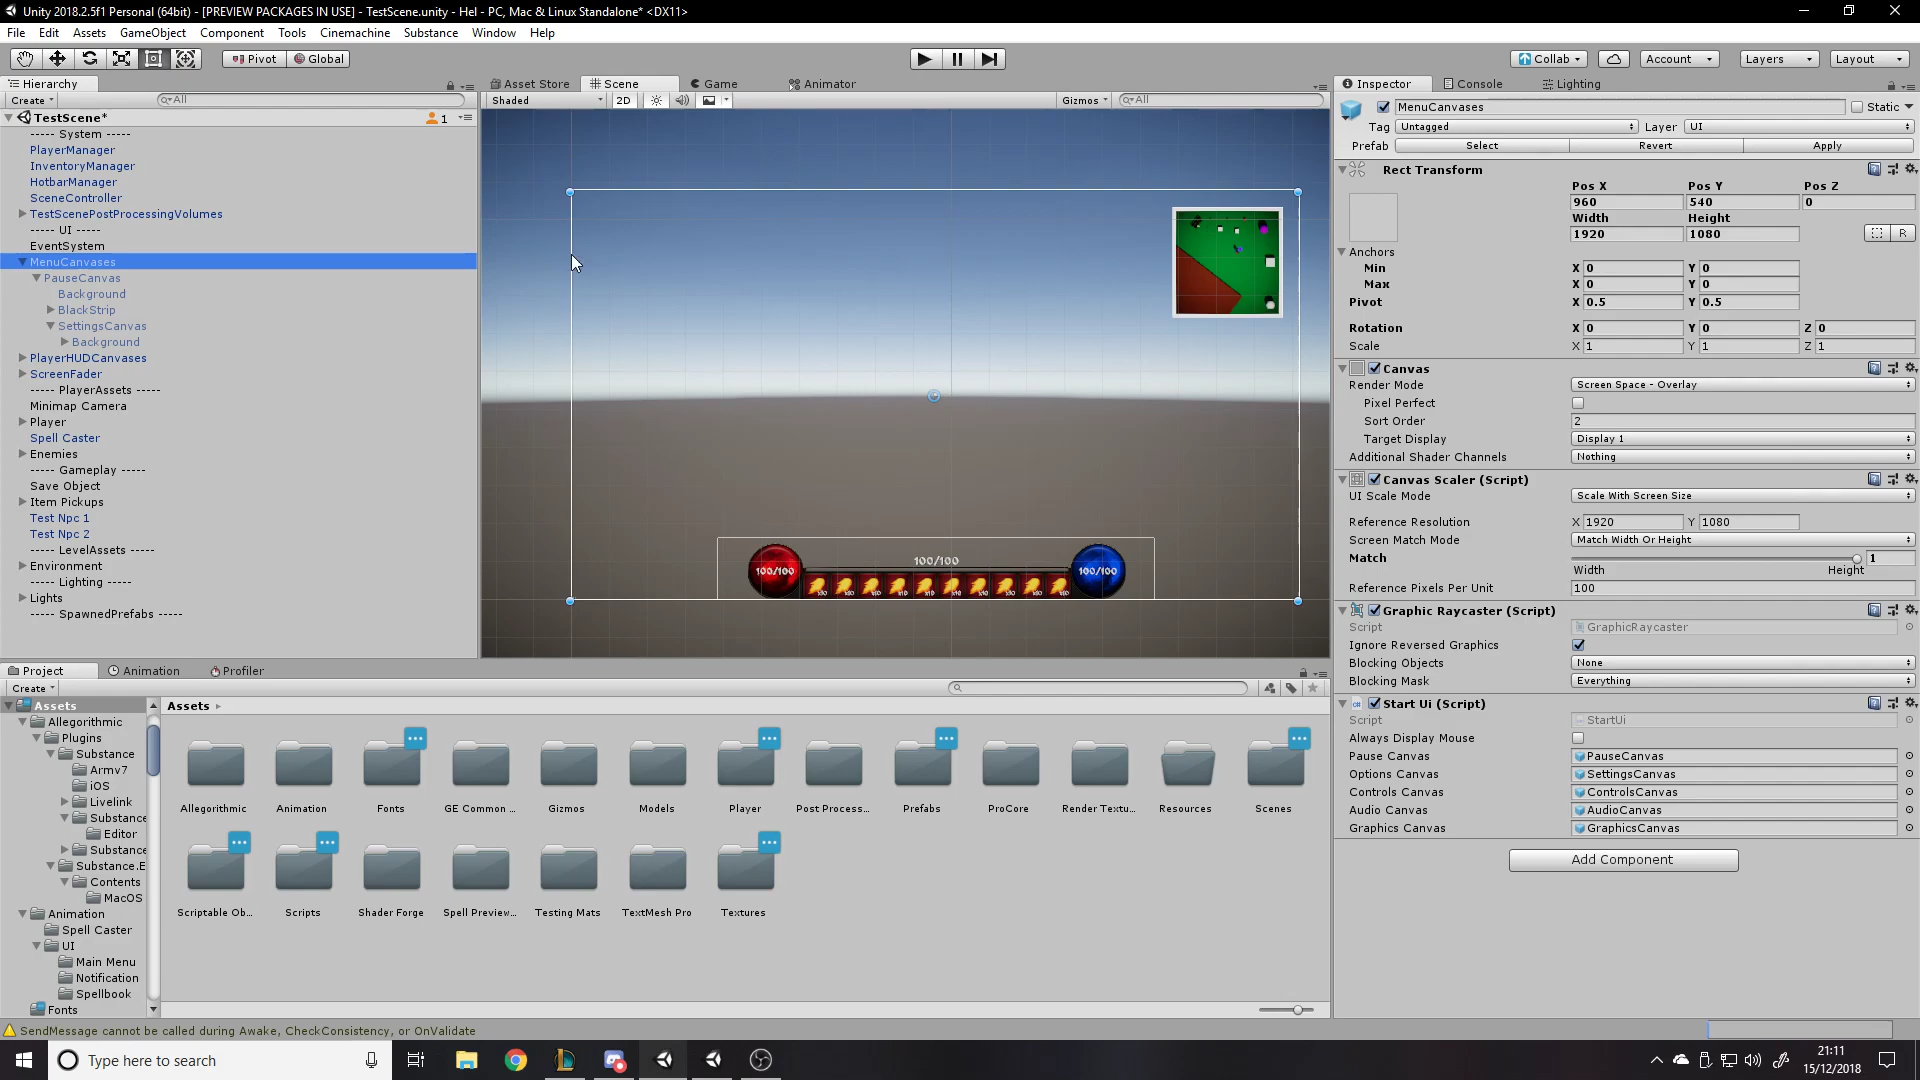 Unity 2018.2.5f1 Personal (64bit) - [PREVIEW PACKAGES IN USE] - TestScene.unity - Hel - PC, Mac & Linux Standalone* <DX11>
File Edit Assets GameObject Component Tools Cinemachine Substance Window Help
Pivot Global Collab Account Layers Layout
Hierarchy
Create All
TestScene* 1
----- System -----
PlayerManager
InventoryManager
HotbarManager
SceneController
TestScenePostProcessingVolumes
----- UI -----
EventSystem
MenuCanvases
PauseCanvas
Background
BlackStrip
SettingsCanvas
Background
PlayerHUDCanvases
ScreenFader
----- PlayerAssets -----
Minimap Camera
Player
Spell Caster
Enemies
----- Gameplay -----
Save Object
Item Pickups
Test Npc 1
Test Npc 2
----- LevelAssets -----
Environment
----- Lighting -----
Lights
----- SpawnedPrefabs -----
Asset Store Scene Game Animator
Shaded 2D Gizmos All
100/100
100/100 100/100
Inspector Console Lighting
MenuCanvases Static
Tag Untagged Layer UI
Prefab Select Revert Apply
Rect Transform
Pos X Pos Y Pos Z
960 540 0
Width Height
1920 1080 R
Anchors
Min X 0 Y 0
Max X 0 Y 0
Pivot X 0.5 Y 0.5
Rotation X 0 Y 0 Z 0
Scale X 1 Y 1 Z 1
Canvas
Render Mode Screen Space - Overlay
Pixel Perfect
Sort Order 2
Target Display Display 1
Additional Shader Channels Nothing
Canvas Scaler (Script)
UI Scale Mode Scale With Screen Size
Reference Resolution X 1920 Y 1080
Screen Match Mode Match Width Or Height
Match 1
Width Height
Reference Pixels Per Unit 100
Graphic Raycaster (Script)
Script GraphicRaycaster
Ignore Reversed Graphics
Blocking Objects None
Blocking Mask Everything
Start Ui (Script)
Script StartUi
Always Display Mouse
Pause Canvas PauseCanvas
Options Canvas SettingsCanvas
Controls Canvas ControlsCanvas
Audio Canvas AudioCanvas
Graphics Canvas GraphicsCanvas
Add Component
Project Animation Profiler
Create
Assets
Allegorithmic
Plugins
Substance
Armv7
iOS
Livelink
Substance
Editor
Substance
Substance.E
Contents
MacOS
Animation
Spell Caster
UI
Main Menu
Notification
Spellbook
Fonts
Assets
Allegorithmic Animation Fonts GE Common ... Gizmos Models Player Post Process... Prefabs ProCore Render Textu... Resources Scenes
Scriptable Ob... Scripts Shader Forge Spell Preview... Testing Mats TextMesh Pro Textures
SendMessage cannot be called during Awake, CheckConsistency, or OnValidate
Type here to search
21:11
15/12/2018